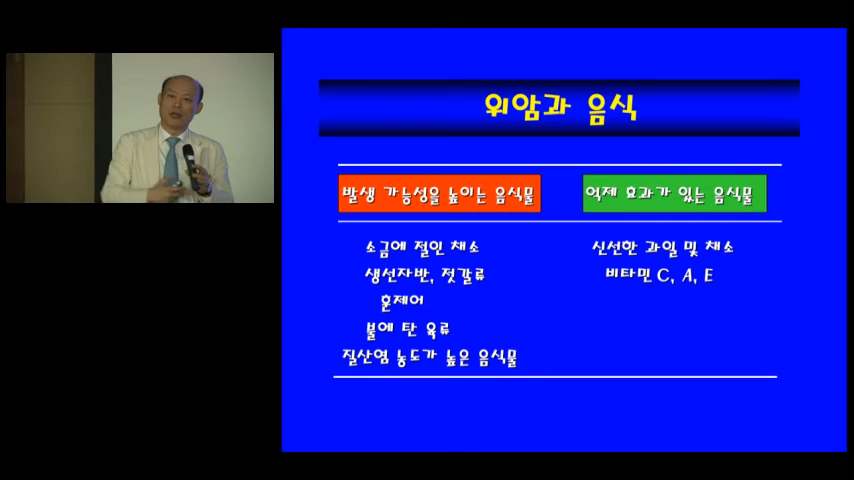 위암과 음식
발생 가능성을 높이는 음식물
억제 효과가 있는 음식물
소금에 절인 채소
생선자반, 젓갈류
훈제어
불에 탄 육류
질산염 농도가 높은 음식물
신선한 과일 및 채소
비타민 C, A, E